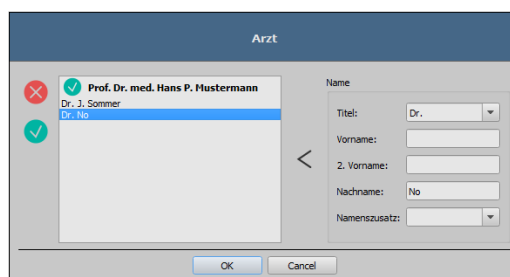 Arzt
Prof. Dr. med. Hans P. Mustermann
Dr. J. Sommer
Dr. No
Name
Titel: Dr.
Vorname:
2. Vorname:
Nachname: No
Namenszusatz:
OK Cancel